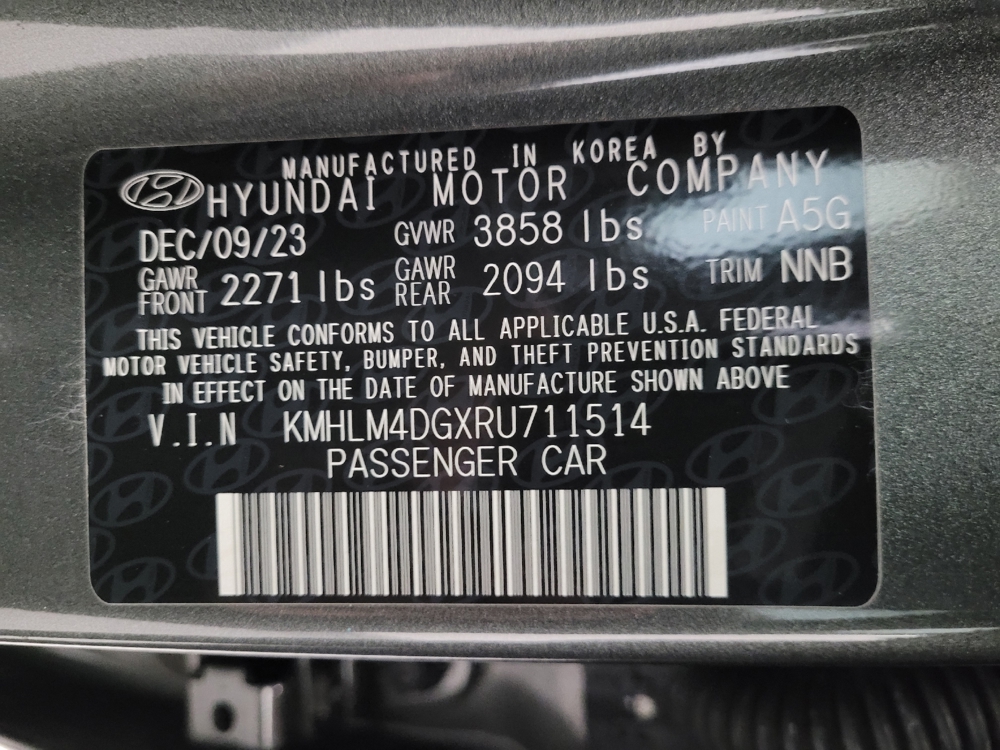 MANUFACTURED IN KOREA BY
HYUNDAI MOTOR COMPANY
DEC/09/23 GVWR 3858 lbs PAINT A5G
GAWR FRONT 2271 lbs GAWR REAR 2094 lbs TRIM NNB
THIS VEHICLE CONFORMS TO ALL APPLICABLE U.S.A. FEDERAL
MOTOR VEHICLE SAFETY, BUMPER, AND THEFT PREVENTION STANDARDS
IN EFFECT ON THE DATE OF MANUFACTURE SHOWN ABOVE
V.I.N KMHLM4DGXRU711514
PASSENGER CAR